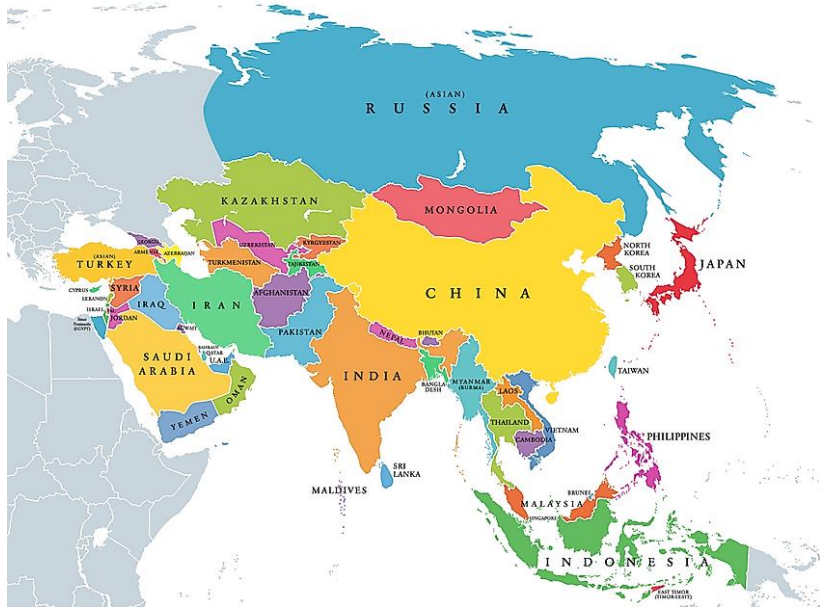 (ASIAN)
RUSSIA
KAZAKHSTAN
MONGOLIA
GEORGIA
ARMENIA
AZERBAIJAN
UZBEKISTAN
KYRGYZSTAN
TURKMENISTAN
TAJIKISTAN
NORTH
KOREA
SOUTH
KOREA
JAPAN
(ASIAN)
TURKEY
CYPRUS
LEBANON
SYRIA
ISRAEL
PAL.
JORDAN
IRAQ
IRAN
AFGHANISTAN
CHINA
Sinai
Peninsula
(EGYPT)
KUWAIT
PAKISTAN
NEPAL
BHUTAN
BAHRAIN
QATAR
U.A.E.
SAUDI
ARABIA
OMAN
YEMEN
INDIA
BANGLA
DESH
MYANMAR
(BURMA)
LAOS
TAIWAN
THAILAND
VIETNAM
CAMBODIA
PHILIPPINES
SRI
LANKA
MALDIVES
BRUNEI
MALAYSIA
SINGAPORE
INDONESIA
EAST TIMOR
(TIMOR-LESTE)